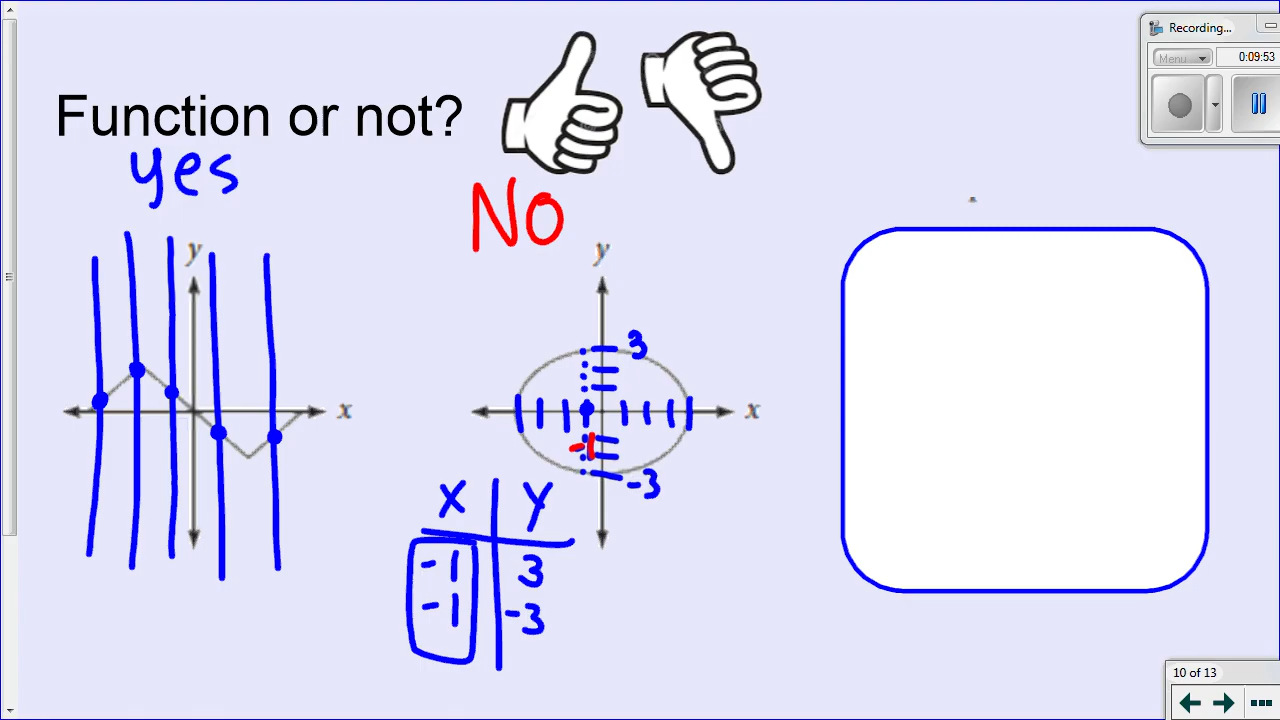 Recording...
Menu
0:09:53
Function or not?
yes
No
y
x
y
x
3
-1
-3
X Y
-1 3
-1 -3
10 of 13